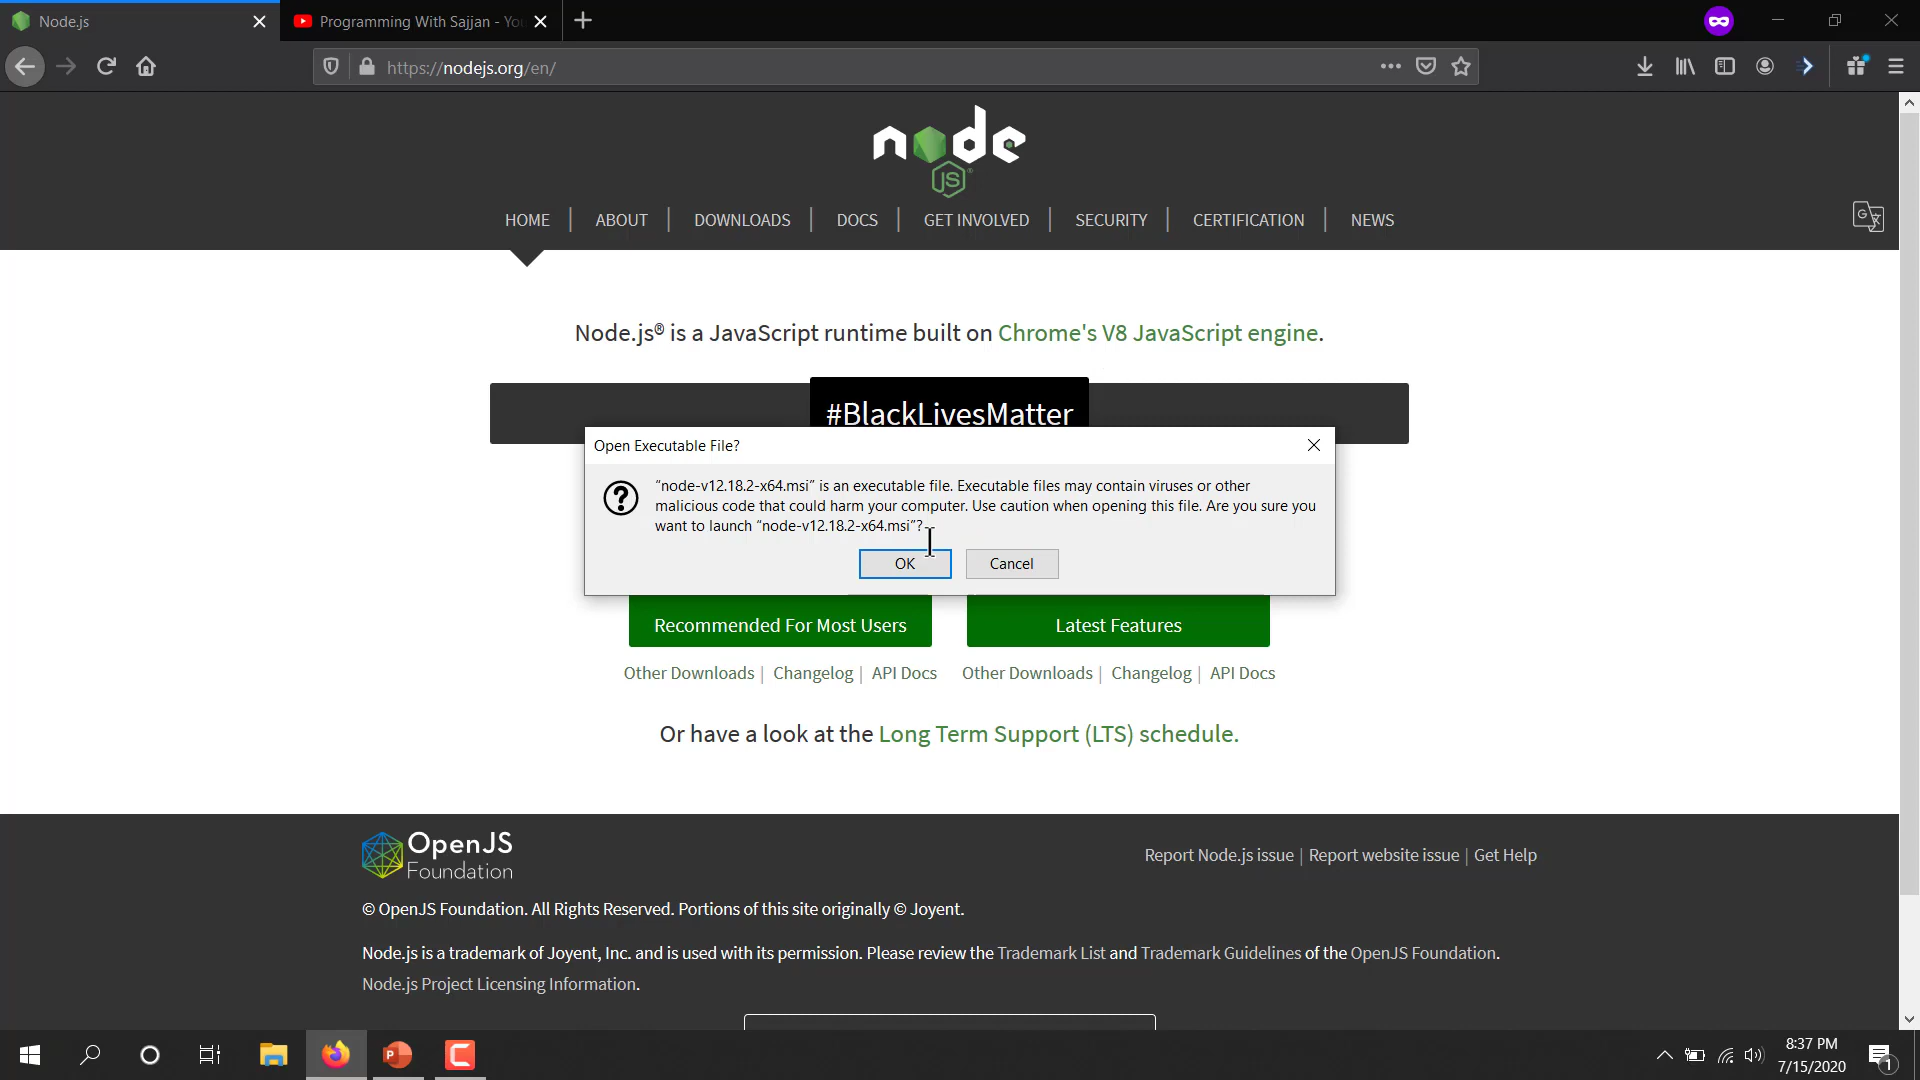 Node.js
Programming With Sajjan - You
https://nodejs.org/en/
node
JS
HOME
ABOUT
DOWNLOADS
DOCS
GET INVOLVED
SECURITY
CERTIFICATION
NEWS
Node.js® is a JavaScript runtime built on Chrome's V8 JavaScript engine.
#BlackLivesMatter
Open Executable File?
“node-v12.18.2-x64.msi” is an executable file. Executable files may contain viruses or other
malicious code that could harm your computer. Use caution when opening this file. Are you sure you
want to launch “node-v12.18.2-x64.msi”?
OK
Cancel
Recommended For Most Users
Latest Features
Other Downloads | Changelog | API Docs
Other Downloads | Changelog | API Docs
Or have a look at the Long Term Support (LTS) schedule.
OpenJS
Foundation
Report Node.js issue | Report website issue | Get Help
© OpenJS Foundation. All Rights Reserved. Portions of this site originally © Joyent.
Node.js is a trademark of Joyent, Inc. and is used with its permission. Please review the Trademark List and Trademark Guidelines of the OpenJS Foundation.
Node.js Project Licensing Information.
8:37 PM
7/15/2020
1